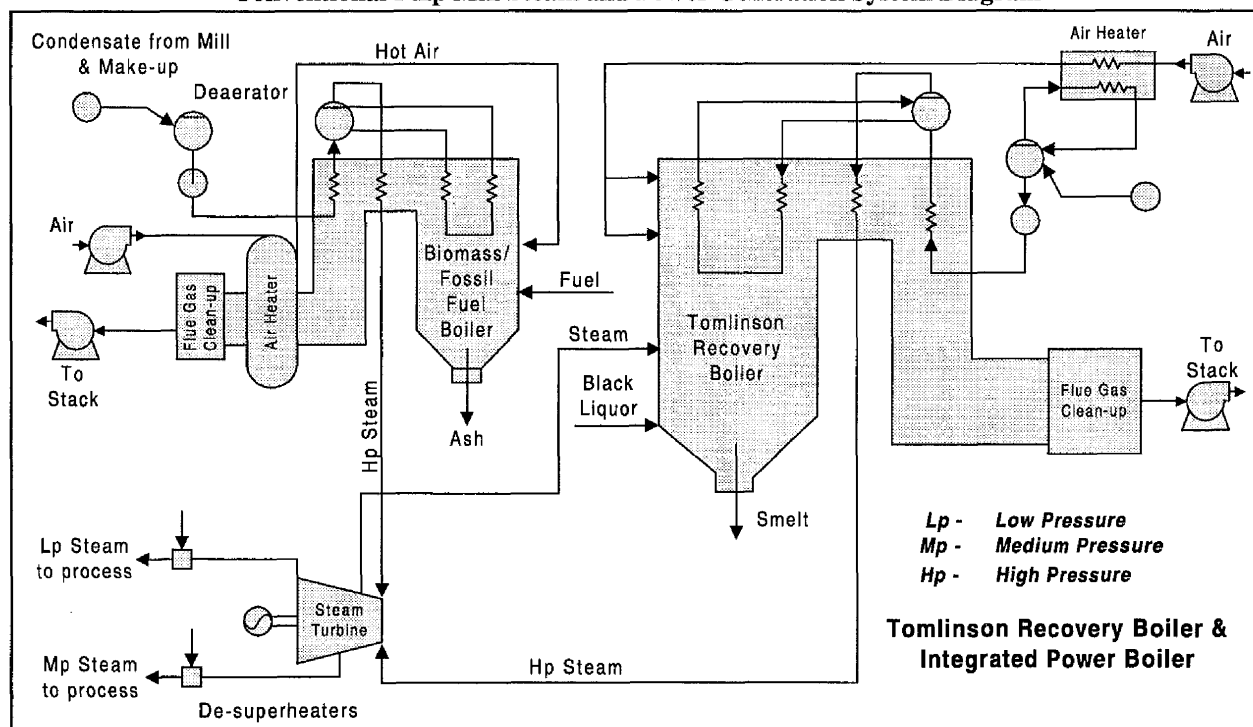 Condensate from Mill
& Make-up
Hot Air
Deaerator
Air Heater
Air
Air
Flue Gas
Clean-up
Air Heater
Biomass/
Fossil
Fuel
Boiler
Fuel
To
Stack
Ash
Hp Steam
Steam
Black
Liquor
Tomlinson
Recovery
Boiler
Smelt
Flue Gas
Clean-up
To
Stack
Lp Steam
to process
Steam
Turbine
Mp Steam
to process
De-superheaters
Hp Steam
Lp - Low Pressure
Mp - Medium Pressure
Hp - High Pressure
Tomlinson Recovery Boiler &
Integrated Power Boiler